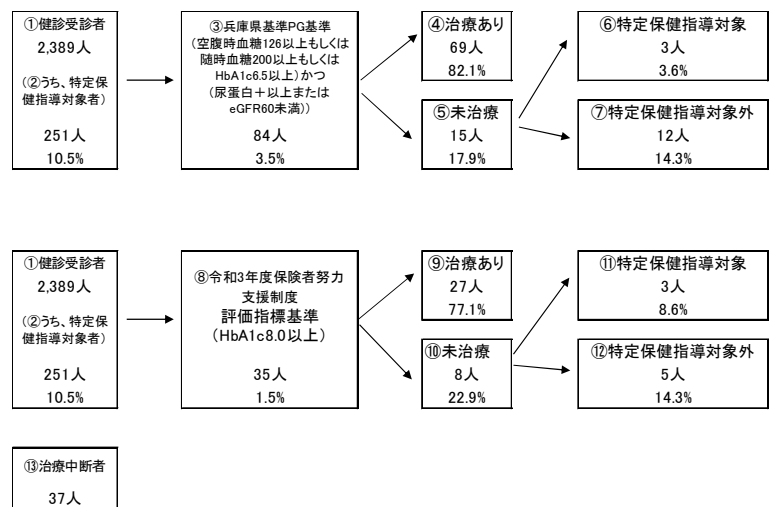 ①健診受診者
2,389人
(②うち、特定保
健指導対象者)
251人
10.5%
③兵庫県基準PG基準
(空腹時血糖126以上もしくは
随時血糖200以上もしくは
HbA1c6.5以上)かつ
(尿蛋白+以上または
eGFR60未満))
84人
3.5%
④治療あり
69人
82.1%
⑤未治療
15人
17.9%
⑥特定保健指導対象
3人
3.6%
⑦特定保健指導対象外
12人
14.3%
①健診受診者
2,389人
(②うち、特定保
健指導対象者)
251人
10.5%
⑧令和3年度保険者努力
支援制度
評価指標基準
(HbA1c8.0以上)
35人
1.5%
⑨治療あり
27人
77.1%
⑩未治療
8人
22.9%
⑪特定保健指導対象
3人
8.6%
⑫特定保健指導対象外
5人
14.3%
⑬治療中断者
37人